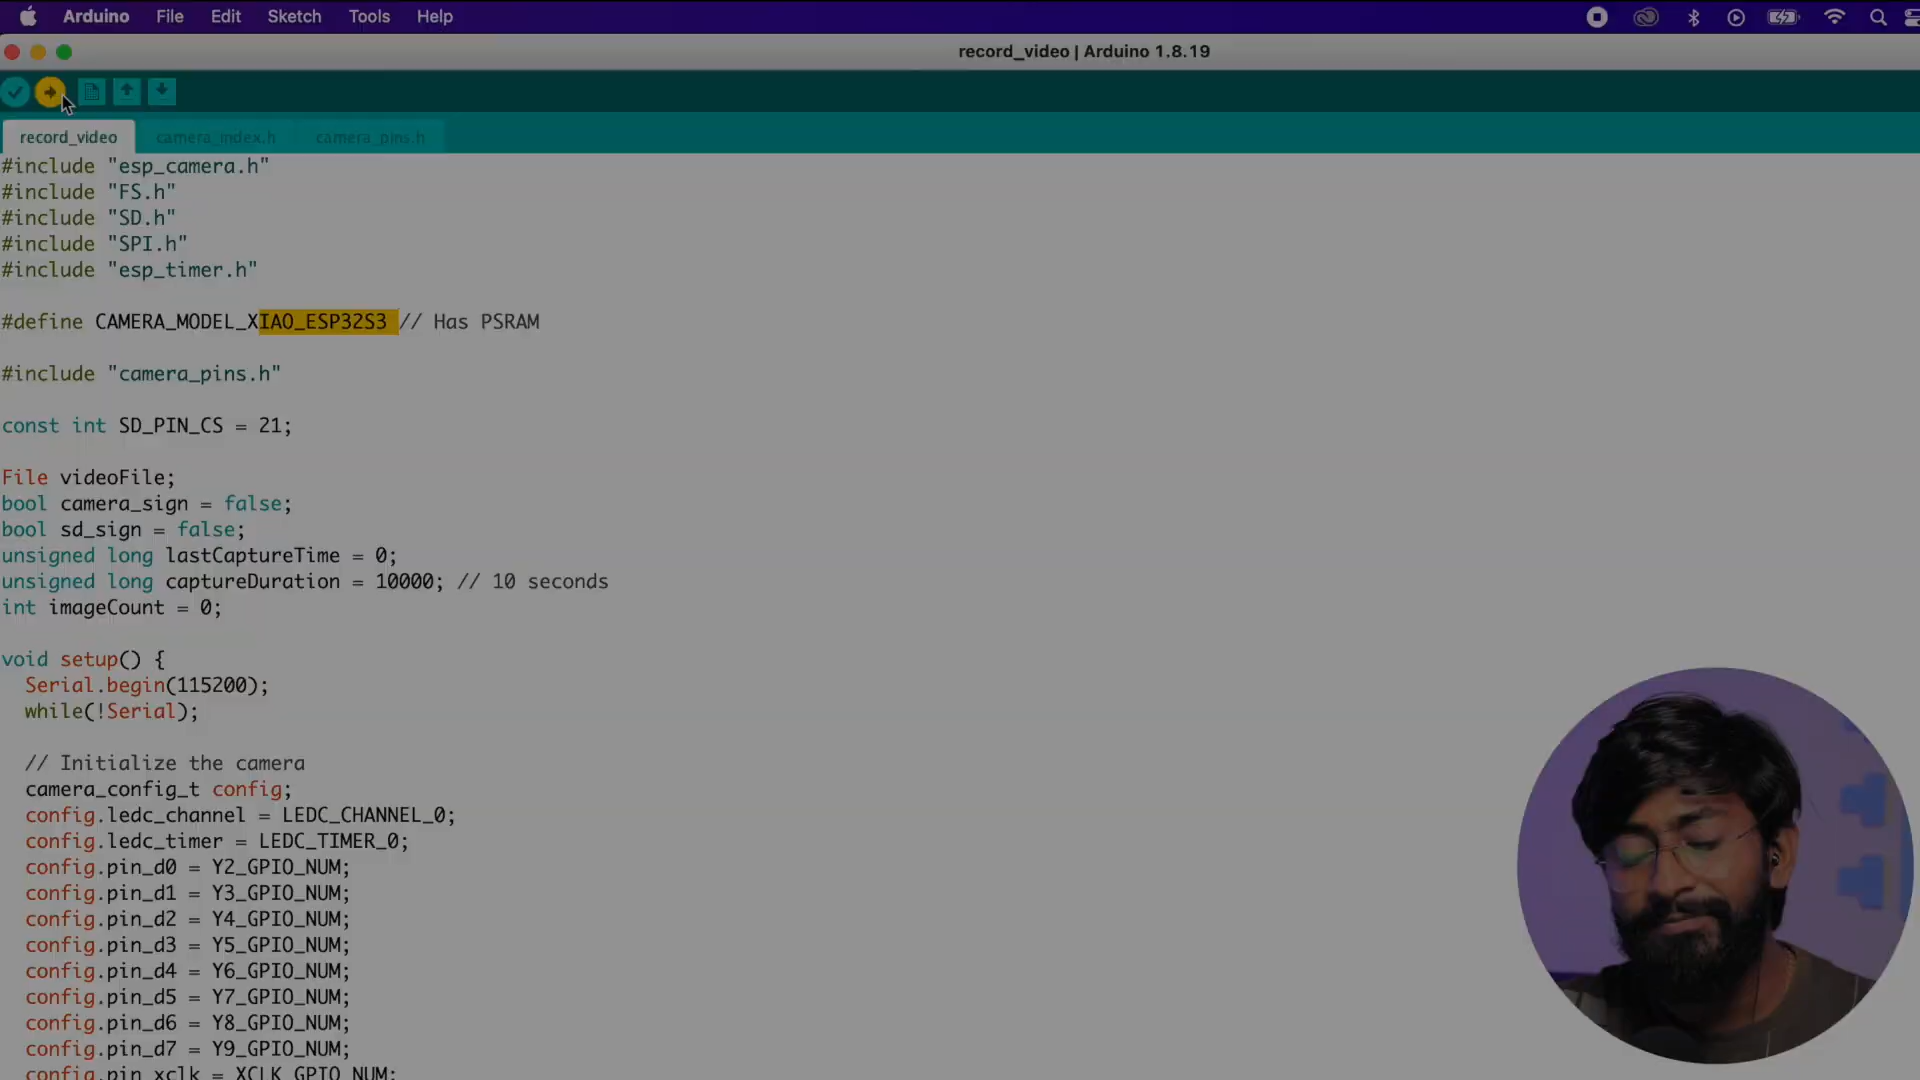 Arduino File Edit Sketch Tools Help
record_video | Arduino 1.8.19
record_video camera_index.h camera_pins.h
#include "esp_camera.h"
#include "FS.h"
#include "SD.h"
#include "SPI.h"
#include "esp_timer.h"
#define CAMERA_MODEL_XIAO_ESP32S3 // Has PSRAM
#include "camera_pins.h"
const int SD_PIN_CS = 21;
File videoFile;
bool camera_sign = false;
bool sd_sign = false;
unsigned long lastCaptureTime = 0;
unsigned long captureDuration = 10000; // 10 seconds
int imageCount = 0;
void setup() {
Serial.begin(115200);
while(!Serial);
// Initialize the camera
camera_config_t config;
config.ledc_channel = LEDC_CHANNEL_0;
config.ledc_timer = LEDC_TIMER_0;
config.pin_d0 = Y2_GPIO_NUM;
config.pin_d1 = Y3_GPIO_NUM;
config.pin_d2 = Y4_GPIO_NUM;
config.pin_d3 = Y5_GPIO_NUM;
config.pin_d4 = Y6_GPIO_NUM;
config.pin_d5 = Y7_GPIO_NUM;
config.pin_d6 = Y8_GPIO_NUM;
config.pin_d7 = Y9_GPIO_NUM;
config.pin_xclk = XCLK_GPIO_NUM;